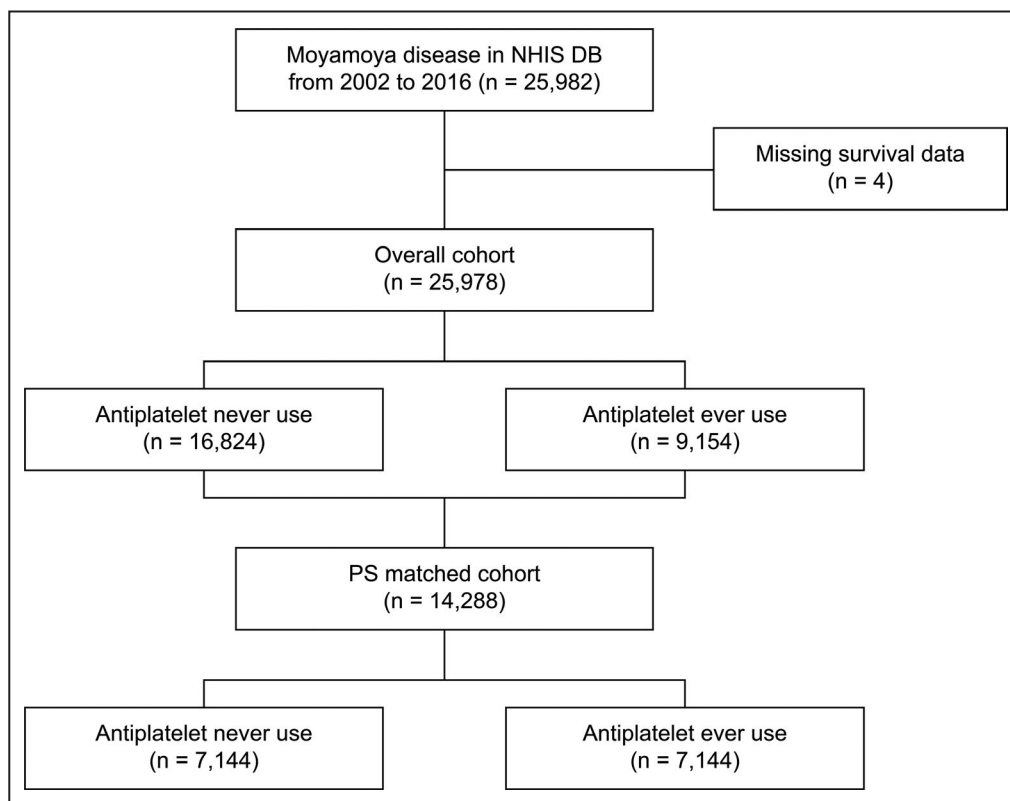 Moyamoya disease in NHIS DB
from 2002 to 2016 (n = 25,982)
Missing survival data
(n = 4)
Overall cohort
(n = 25,978)
Antiplatelet never use
(n = 16,824)
Antiplatelet ever use
(n = 9,154)
PS matched cohort
(n = 14,288)
Antiplatelet never use
(n = 7,144)
Antiplatelet ever use
(n = 7,144)